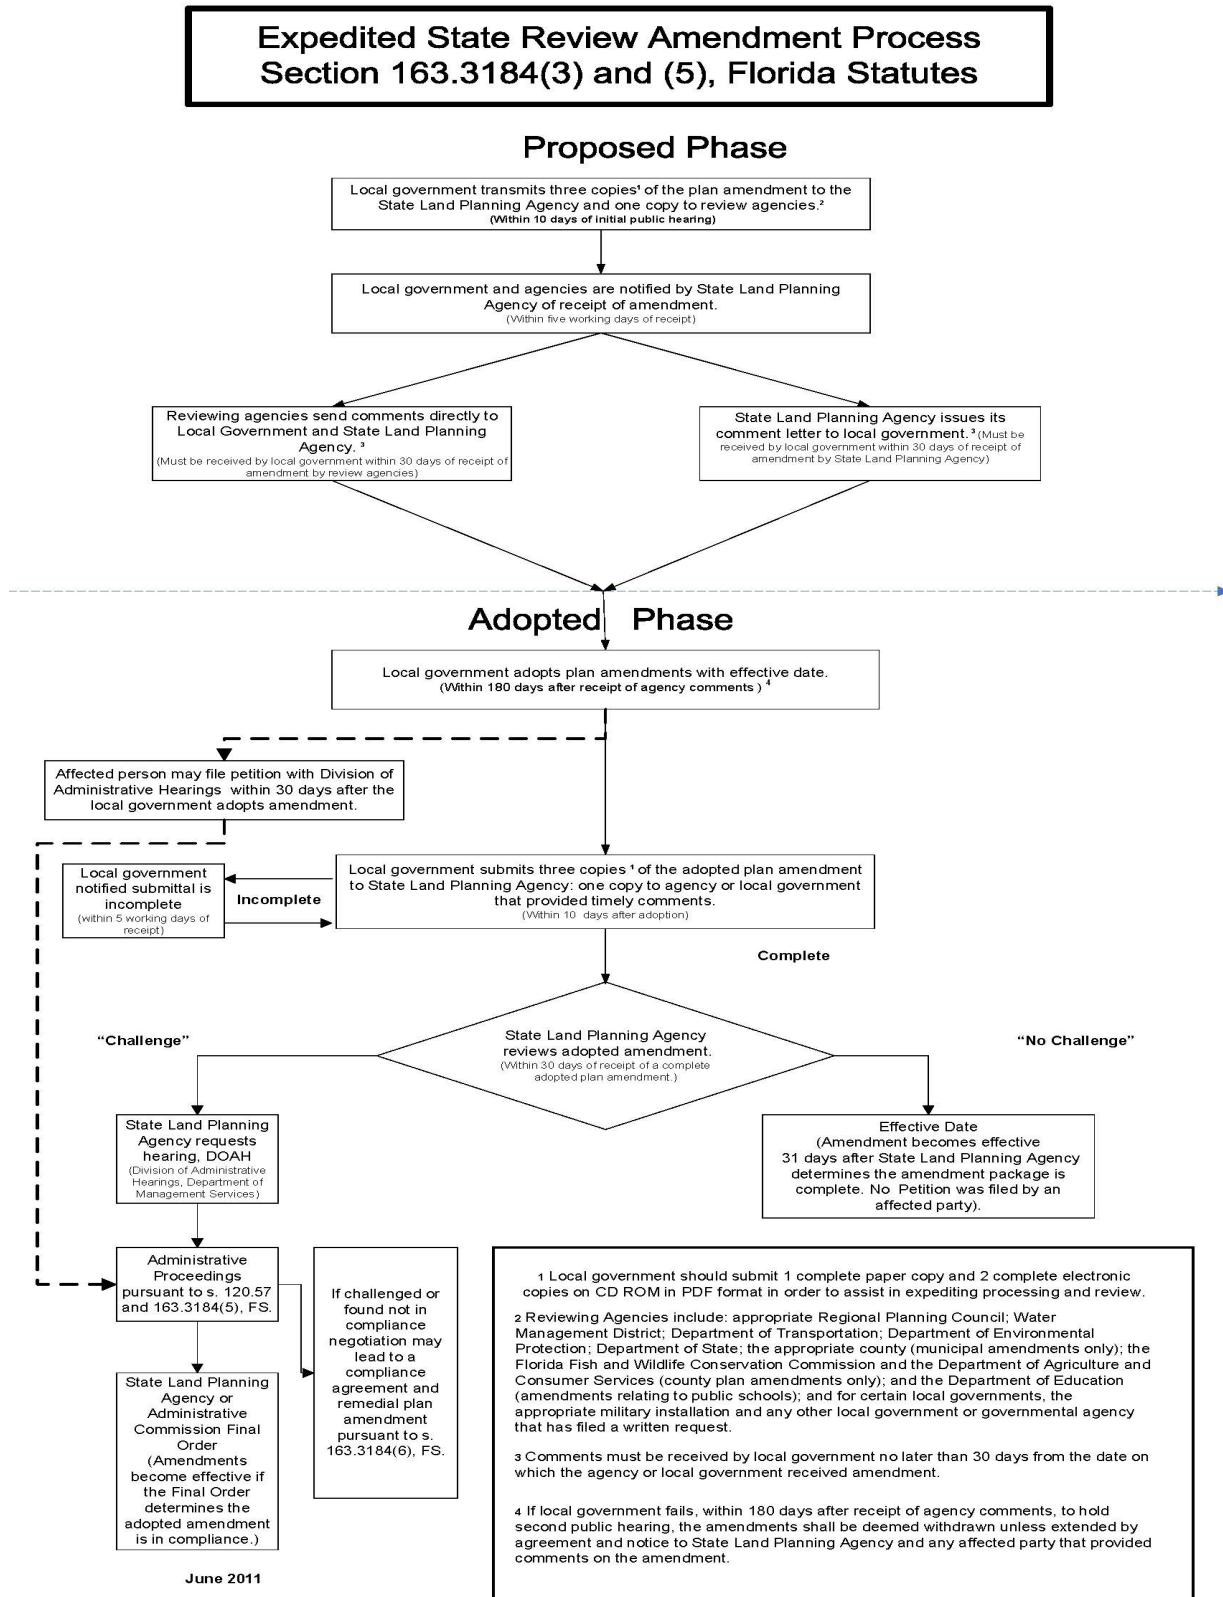 Expedited State Review Amendment Process
Section 163.3184(3) and (5), Florida Statutes
Proposed Phase
Local government transmits three copies¹ of the plan amendment to the
State Land Planning Agency and one copy to review agencies.²
(Within 10 days of initial public hearing)
Local government and agencies are notified by State Land Planning
Agency of receipt of amendment.
(Within five working days of receipt)
Reviewing agencies send comments directly to
Local Government and State Land Planning
Agency. ³
(Must be received by local government within 30 days of receipt of
amendment by review agencies)
State Land Planning Agency issues its
comment letter to local government. ³ (Must be
received by local government within 30 days of receipt of
amendment by State Land Planning Agency)
Adopted Phase
Local government adopts plan amendments with effective date.
(Within 180 days after receipt of agency comments ) ⁴
Affected person may file petition with Division of
Administrative Hearings within 30 days after the
local government adopts amendment.
Local government
notified submittal is
incomplete
(within 5 working days of
receipt)
Incomplete
Local government submits three copies ¹ of the adopted plan amendment
to State Land Planning Agency: one copy to agency or local government
that provided timely comments.
(Within 10 days after adoption)
Complete
"Challenge"
State Land Planning Agency
reviews adopted amendment.
(Within 30 days of receipt of a complete
adopted plan amendment.)
"No Challenge"
State Land Planning
Agency requests
hearing, DOAH
(Division of Administrative
Hearings, Department of
Management Services)
Effective Date
(Amendment becomes effective
31 days after State Land Planning Agency
determines the amendment package is
complete. No Petition was filed by an
affected party).
Administrative
Proceedings
pursuant to s. 120.57
and 163.3184(5), FS.
If challenged or
found not in
compliance
negotiation may
lead to a
compliance
agreement and
remedial plan
amendment
pursuant to s.
163.3184(6), FS.
State Land Planning
Agency or
Administrative
Commission Final
Order
(Amendments
become effective if
the Final Order
determines the
adopted amendment
is in compliance.)
June 2011
1 Local government should submit 1 complete paper copy and 2 complete electronic
copies on CD ROM in PDF format in order to assist in expediting processing and review.
2 Reviewing Agencies include: appropriate Regional Planning Council; Water
Management District; Department of Transportation; Department of Environmental
Protection; Department of State; the appropriate county (municipal amendments only); the
Florida Fish and Wildlife Conservation Commission and the Department of Agriculture and
Consumer Services (county plan amendments only); and the Department of Education
(amendments relating to public schools); and for certain local governments, the
appropriate military installation and any other local government or governmental agency
that has filed a written request.
3 Comments must be received by local government no later than 30 days from the date on
which the agency or local government received amendment.
4 If local government fails, within 180 days after receipt of agency comments, to hold
second public hearing, the amendments shall be deemed withdrawn unless extended by
agreement and notice to State Land Planning Agency and any affected party that provided
comments on the amendment.